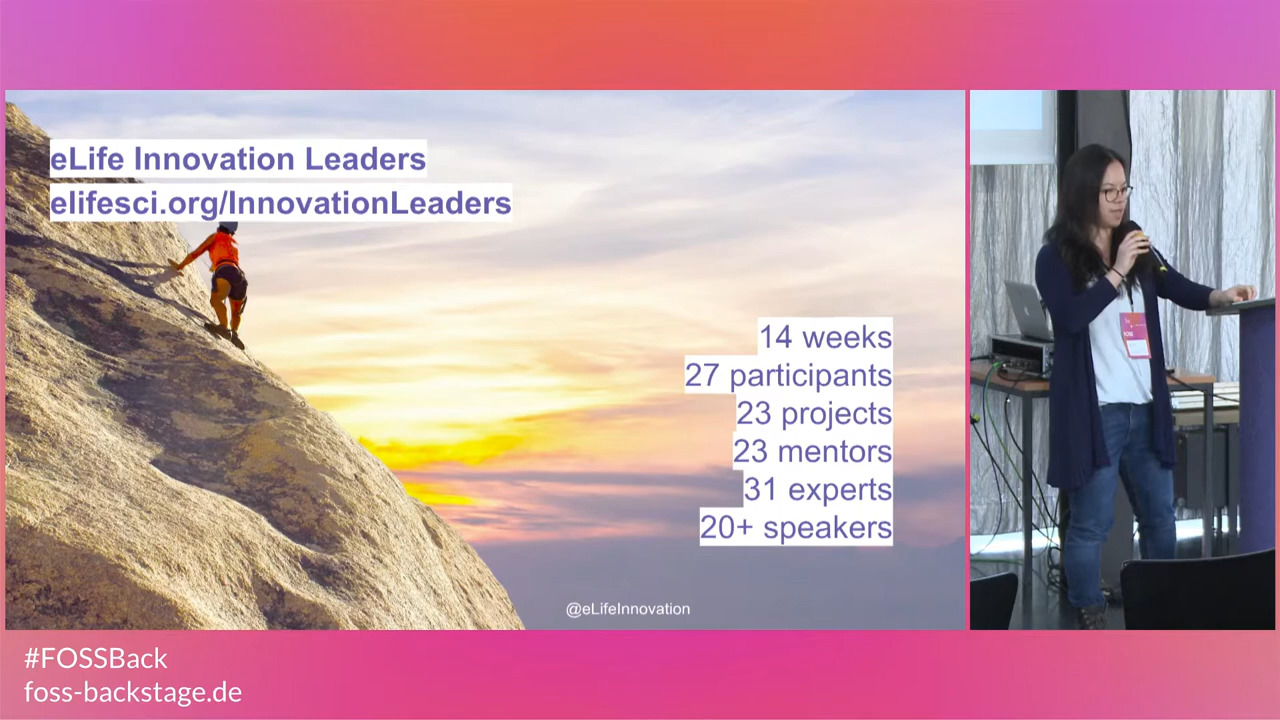 eLife Innovation Leaders
elifesci.org/InnovationLeaders
14 weeks
27 participants
23 projects
23 mentors
31 experts
20+ speakers
@eLifeInnovation
FOSS
#FOSSBack
foss-backstage.de